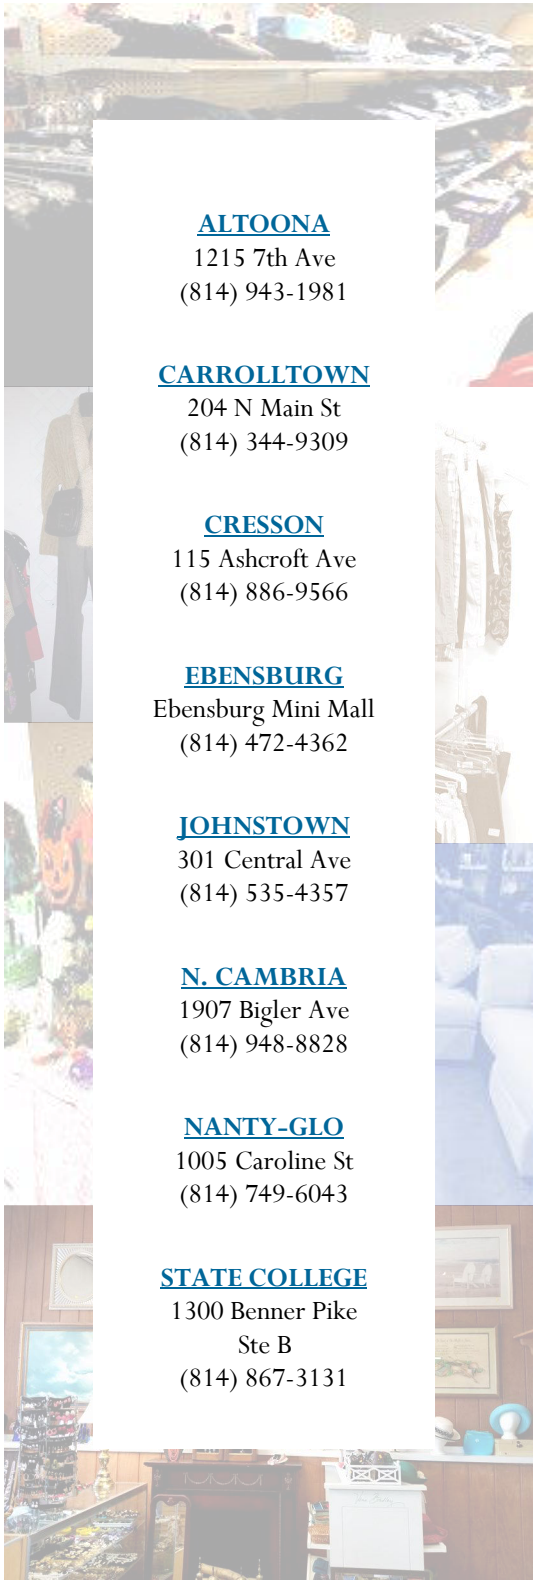 ALTOONA
1215 7th Ave
(814) 943-1981
CARROLLTOWN
204 N Main St
(814) 344-9309
CRESSON
115 Ashcroft Ave
(814) 886-9566
EBENSBURG
Ebensburg Mini Mall
(814) 472-4362
JOHNSTOWN
301 Central Ave
(814) 535-4357
N. CAMBRIA
1907 Bigler Ave
(814) 948-8828
NANTY-GLO
1005 Caroline St
(814) 749-6043
STATE COLLEGE
1300 Benner Pike
Ste B
(814) 867-3131